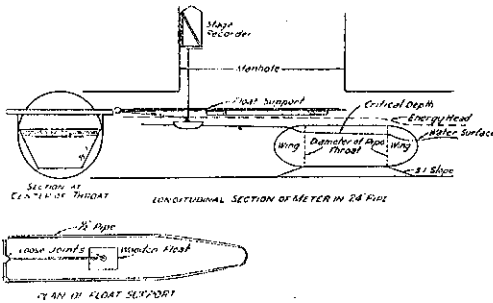 Stage
Recorder
Manhole
Float Support
Critical Depth
Energy Head
Water Surface
Wing
Diameter of Pipe
Throat
Wing
3:1 Slope
SECTION AT
CENTER OF THROAT
LONGITUDINAL SECTION OF METER IN 24" PIPE
Pipe
Loose Joints
Wooden Float
PLAN OF FLOAT SUPPORT